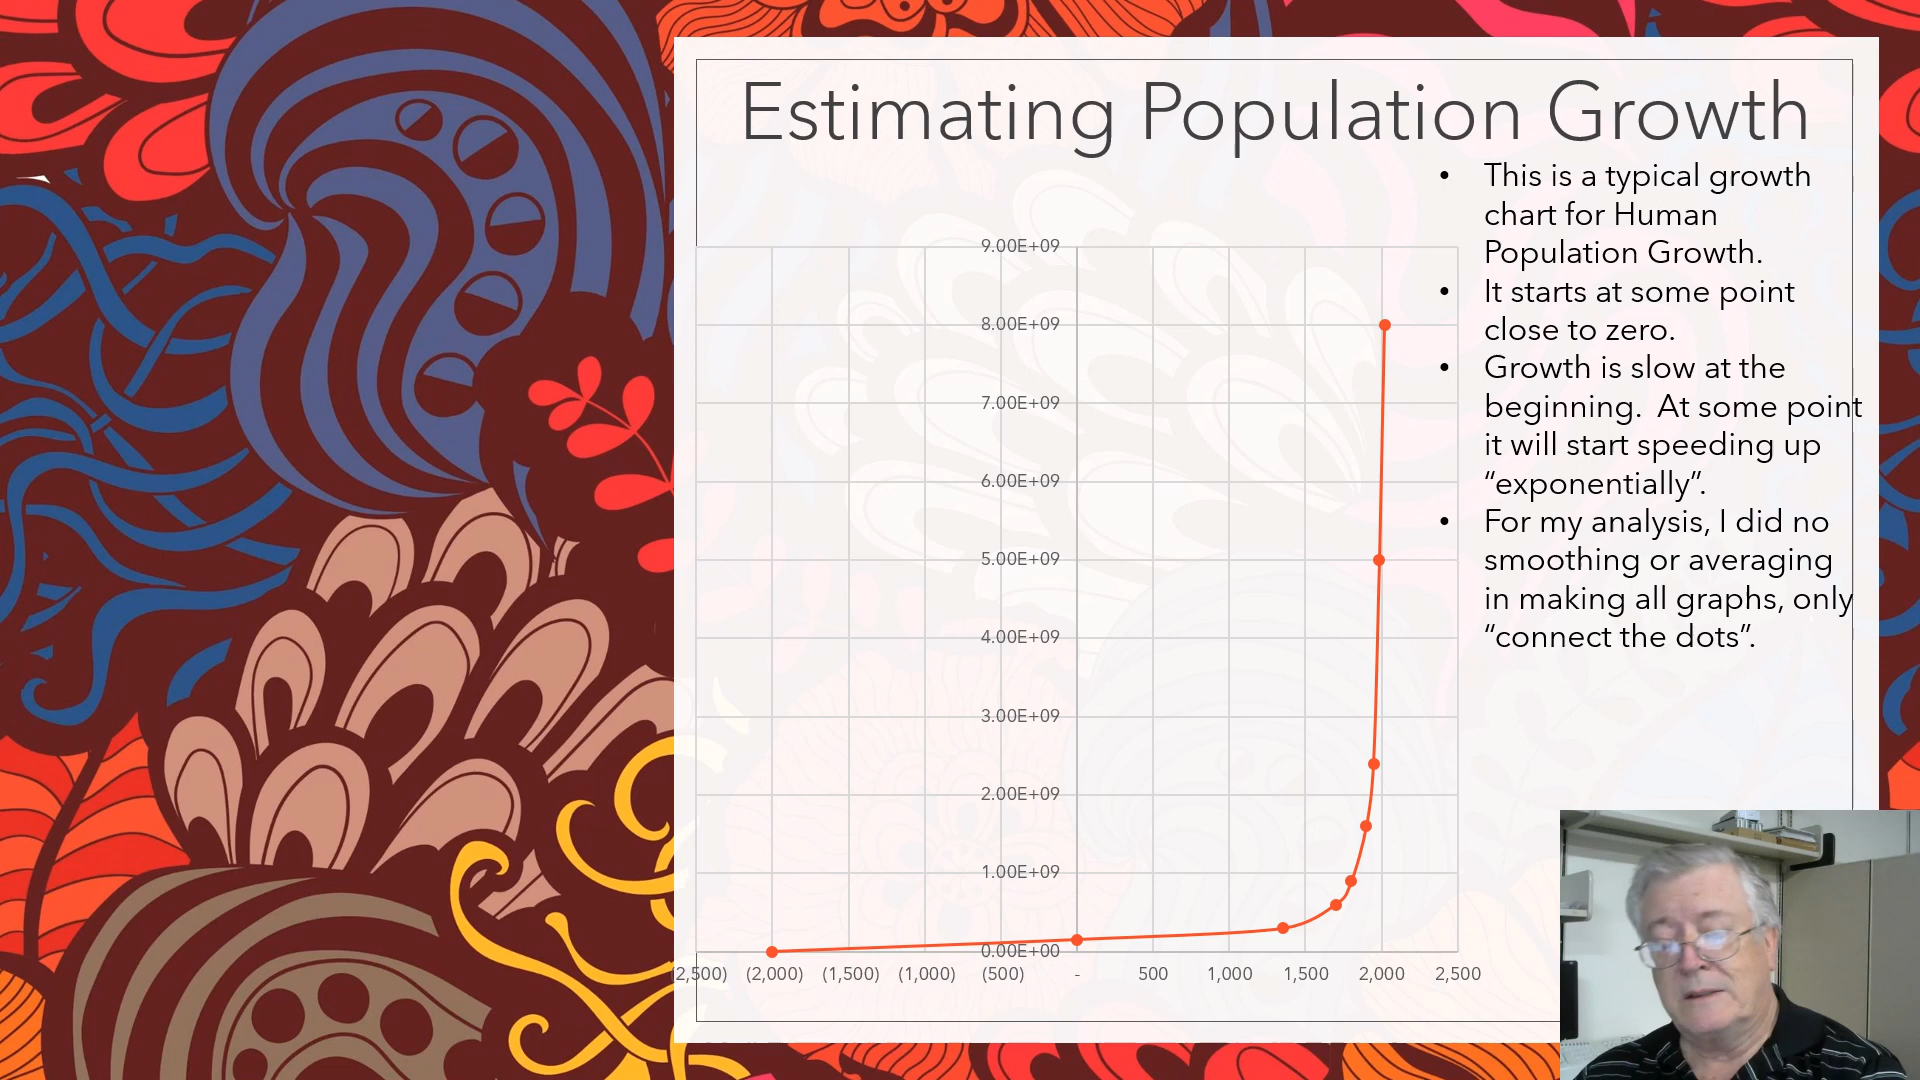 Estimating Population Growth
• This is a typical growth
chart for Human
Population Growth.
• It starts at some point
close to zero.
• Growth is slow at the
beginning.  At some point
it will start speeding up
“exponentially”.
• For my analysis, I did no
smoothing or averaging
in making all graphs, only
“connect the dots”.
9.00E+09
8.00E+09
7.00E+09
6.00E+09
5.00E+09
4.00E+09
3.00E+09
2.00E+09
1.00E+09
0.00E+00
2,500) (2,000) (1,500) (1,000) (500) - 500 1,000 1,500 2,000 2,500